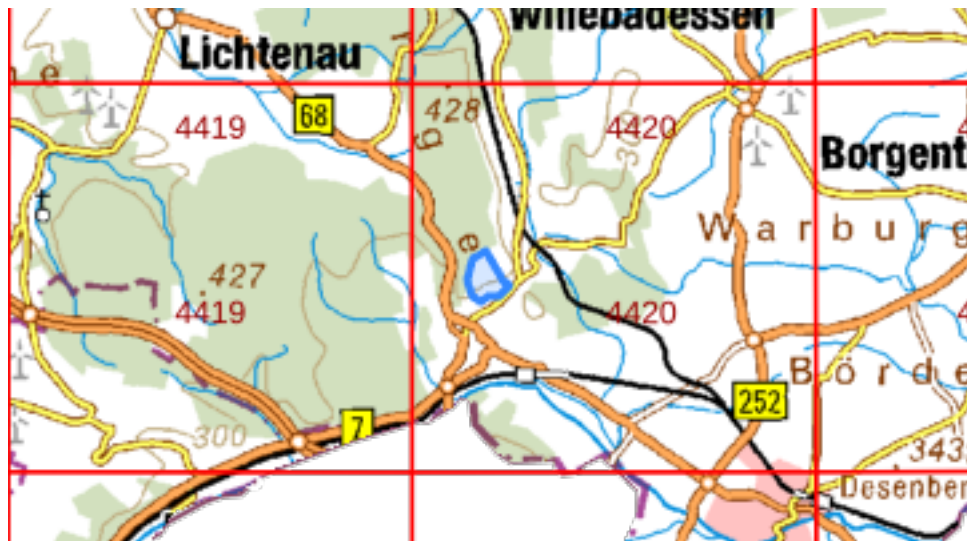 Willebadessen
Lichtenau
68
428
4419
4420
g
Borgent
Warburg
e
427
4419
4420
Börde
252
7
300
343
Desenber